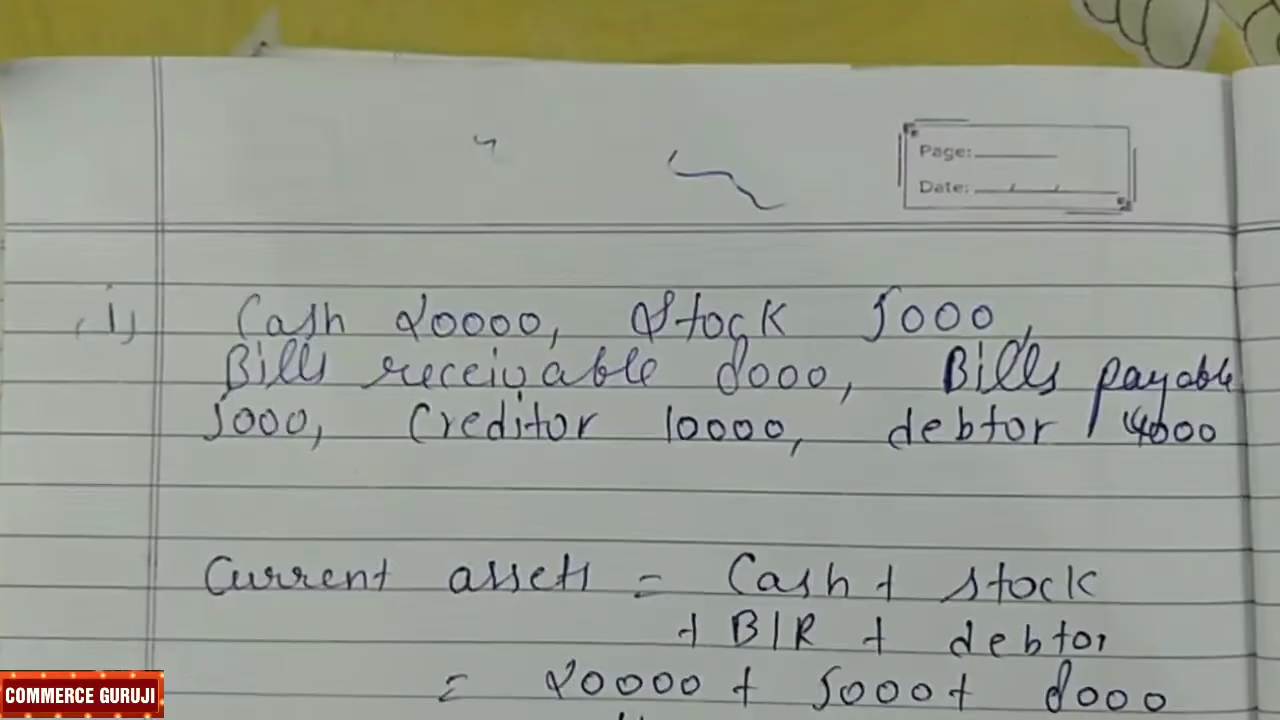 Page:
Date: / /
(i) Cash 20000, Stock 5000,
Bills receivable 8000, Bills payable
5000, Creditor 10000, debtor 4000
Current assets = Cash + stock
+ B/R + debtor
= 20000 + 5000 + 8000
COMMERCE GURUJI